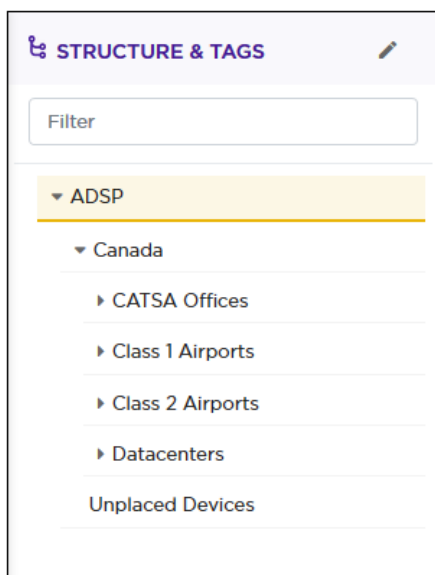 STRUCTURE & TAGS
Filter
ADSP
Canada
CATSA Offices
Class 1 Airports
Class 2 Airports
Datacenters
Unplaced Devices